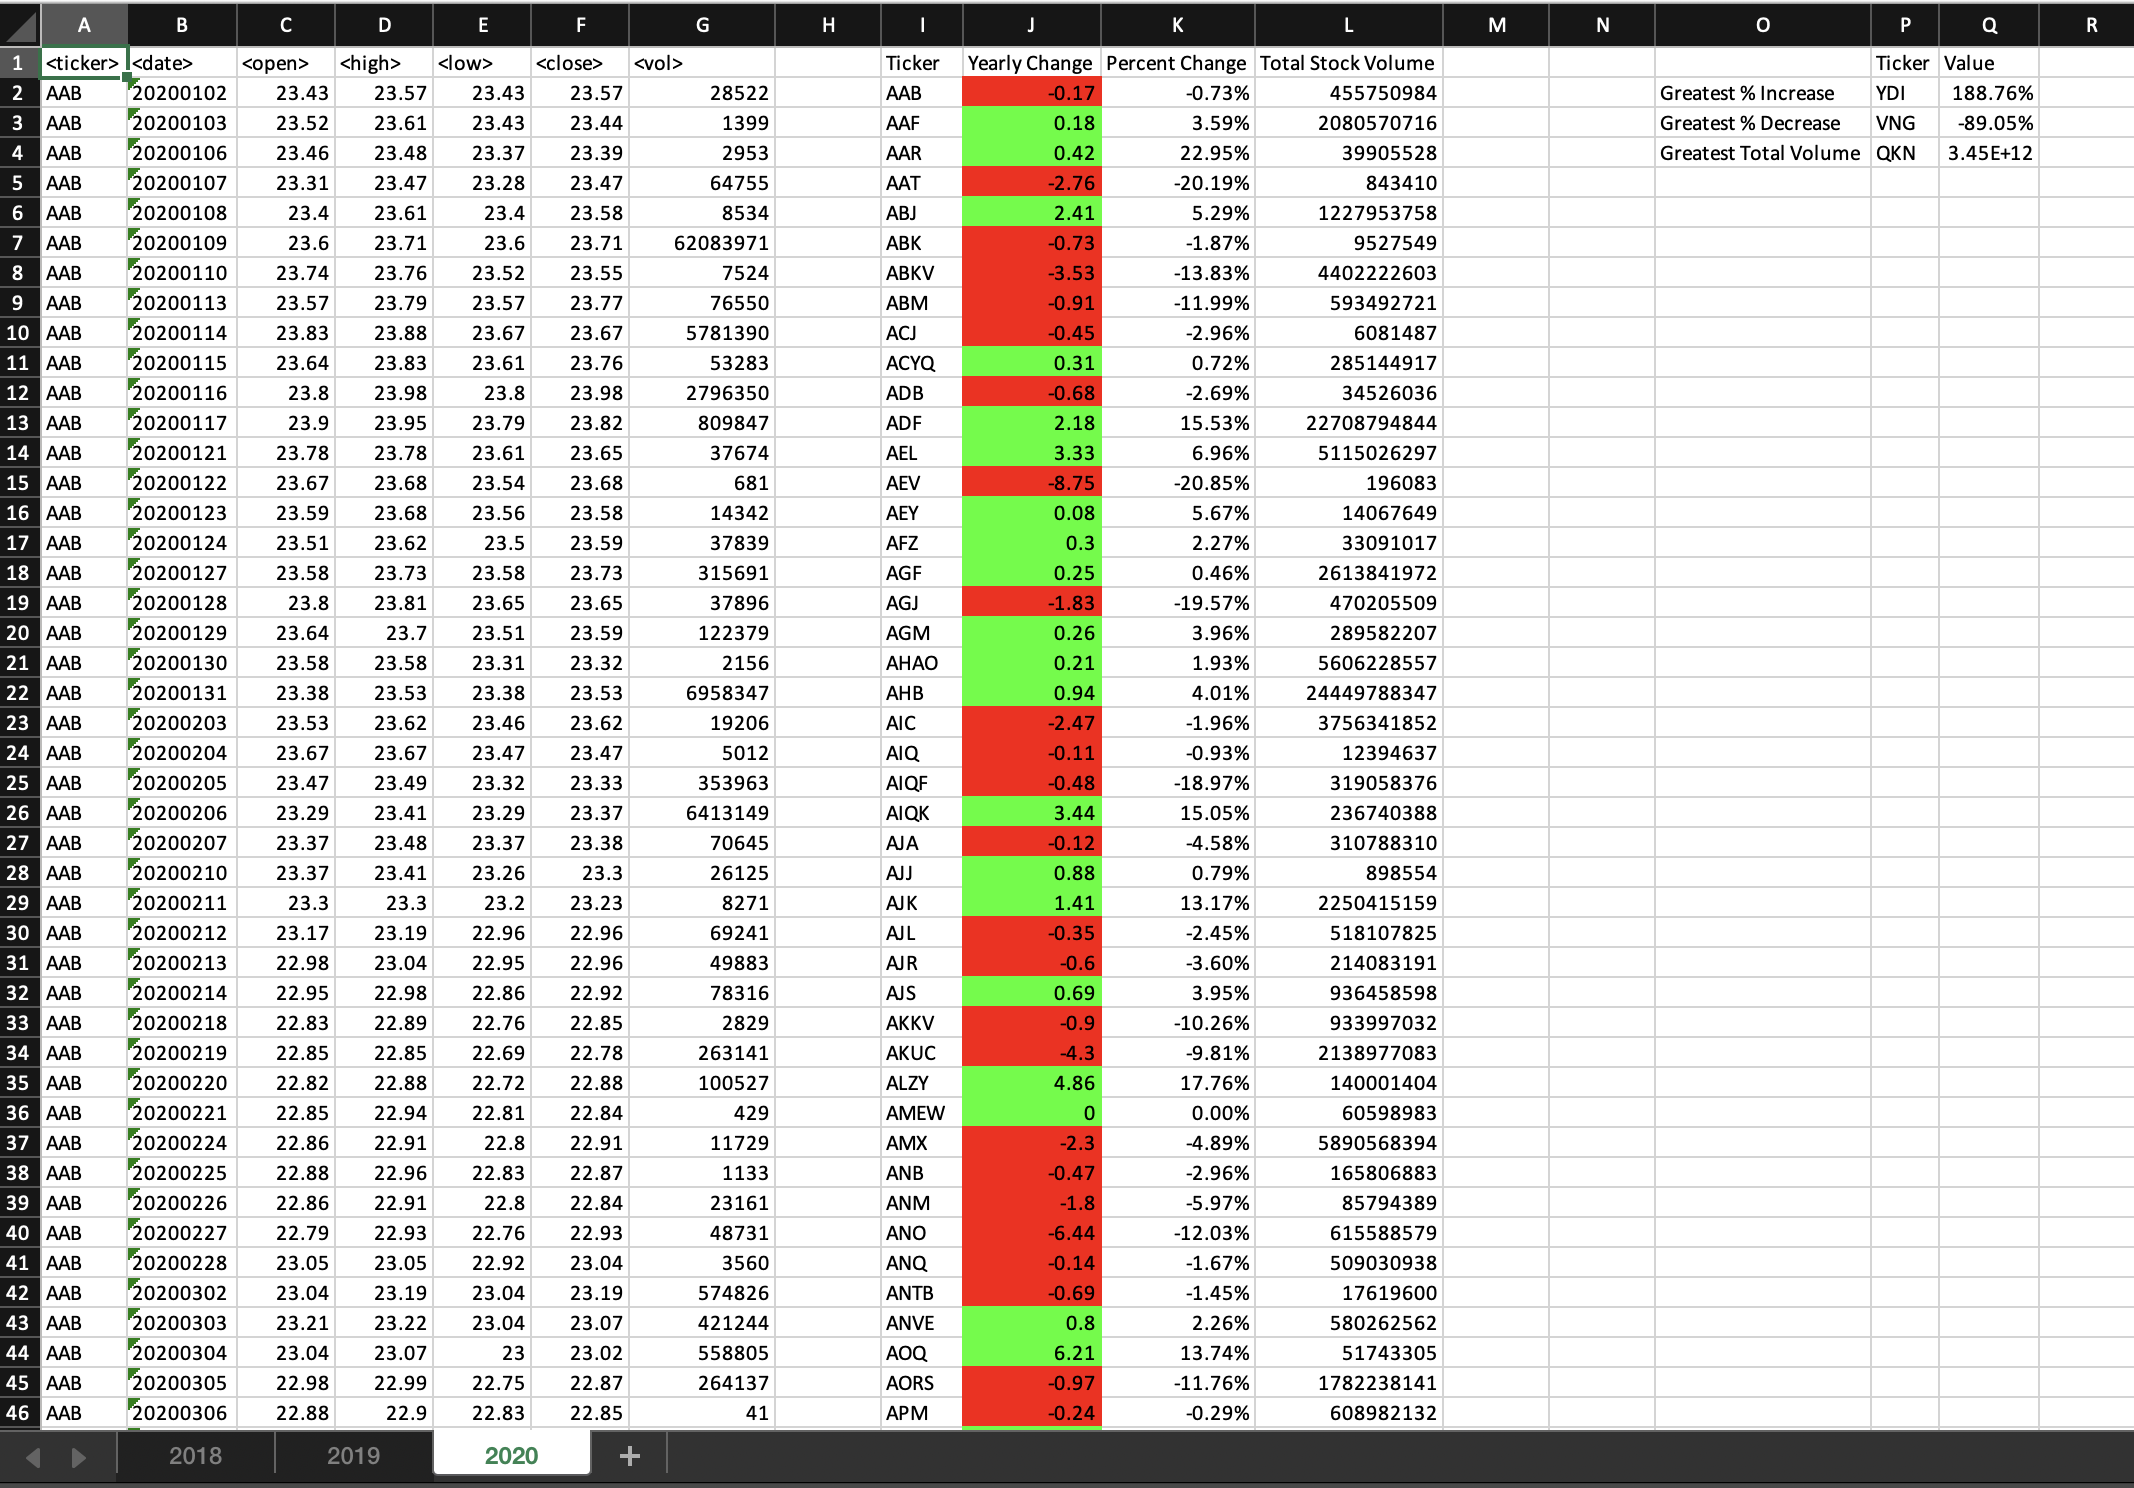 A B C D E F G H I J K L M N O P Q R
1 <ticker> <date> <open> <high> <low> <close> <vol> Ticker Yearly Change Percent Change Total Stock Volume Ticker Value
2 AAB 20200102 23.43 23.57 23.43 23.57 28522 AAB -0.17 -0.73% 455750984 Greatest % Increase YDI 188.76%
3 AAB 20200103 23.52 23.61 23.43 23.44 1399 AAF 0.18 3.59% 2080570716 Greatest % Decrease VNG -89.05%
4 AAB 20200106 23.46 23.48 23.37 23.39 2953 AAR 0.42 22.95% 39905528 Greatest Total Volume QKN 3.45E+12
5 AAB 20200107 23.31 23.47 23.28 23.47 64755 AAT -2.76 -20.19% 843410
6 AAB 20200108 23.4 23.61 23.4 23.58 8534 ABJ 2.41 5.29% 1227953758
7 AAB 20200109 23.6 23.71 23.6 23.71 62083971 ABK -0.73 -1.87% 9527549
8 AAB 20200110 23.74 23.76 23.52 23.55 7524 ABKV -3.53 -13.83% 4402222603
9 AAB 20200113 23.57 23.79 23.57 23.77 76550 ABM -0.91 -11.99% 593492721
10 AAB 20200114 23.83 23.88 23.67 23.67 5781390 ACJ -0.45 -2.96% 6081487
11 AAB 20200115 23.64 23.83 23.61 23.76 53283 ACYQ 0.31 0.72% 285144917
12 AAB 20200116 23.8 23.98 23.8 23.98 2796350 ADB -0.68 -2.69% 34526036
13 AAB 20200117 23.9 23.95 23.79 23.82 809847 ADF 2.18 15.53% 22708794844
14 AAB 20200121 23.78 23.78 23.61 23.65 37674 AEL 3.33 6.96% 5115026297
15 AAB 20200122 23.67 23.68 23.54 23.68 681 AEV -8.75 -20.85% 196083
16 AAB 20200123 23.59 23.68 23.56 23.58 14342 AEY 0.08 5.67% 14067649
17 AAB 20200124 23.51 23.62 23.5 23.59 37839 AFZ 0.3 2.27% 33091017
18 AAB 20200127 23.58 23.73 23.58 23.73 315691 AGF 0.25 0.46% 2613841972
19 AAB 20200128 23.8 23.81 23.65 23.65 37896 AGJ -1.83 -19.57% 470205509
20 AAB 20200129 23.64 23.7 23.51 23.59 122379 AGM 0.26 3.96% 289582207
21 AAB 20200130 23.58 23.58 23.31 23.32 2156 AHAO 0.21 1.93% 5606228557
22 AAB 20200131 23.38 23.53 23.38 23.53 6958347 AHB 0.94 4.01% 24449788347
23 AAB 20200203 23.53 23.62 23.46 23.62 19206 AIC -2.47 -1.96% 3756341852
24 AAB 20200204 23.67 23.67 23.47 23.47 5012 AIQ -0.11 -0.93% 12394637
25 AAB 20200205 23.47 23.49 23.32 23.33 353963 AIQF -0.48 -18.97% 319058376
26 AAB 20200206 23.29 23.41 23.29 23.37 6413149 AIQK 3.44 15.05% 236740388
27 AAB 20200207 23.37 23.48 23.37 23.38 70645 AJA -0.12 -4.58% 310788310
28 AAB 20200210 23.37 23.41 23.26 23.3 26125 AJJ 0.88 0.79% 898554
29 AAB 20200211 23.3 23.3 23.2 23.23 8271 AJK 1.41 13.17% 2250415159
30 AAB 20200212 23.17 23.19 22.96 22.96 69241 AJL -0.35 -2.45% 518107825
31 AAB 20200213 22.98 23.04 22.95 22.96 49883 AJR -0.6 -3.60% 214083191
32 AAB 20200214 22.95 22.98 22.86 22.92 78316 AJS 0.69 3.95% 936458598
33 AAB 20200218 22.83 22.89 22.76 22.85 2829 AKKV -0.9 -10.26% 933997032
34 AAB 20200219 22.85 22.85 22.69 22.78 263141 AKUC -4.3 -9.81% 2138977083
35 AAB 20200220 22.82 22.88 22.72 22.88 100527 ALZY 4.86 17.76% 140001404
36 AAB 20200221 22.85 22.94 22.81 22.84 429 AMEW 0 0.00% 60598983
37 AAB 20200224 22.86 22.91 22.8 22.91 11729 AMX -2.3 -4.89% 5890568394
38 AAB 20200225 22.88 22.96 22.83 22.87 1133 ANB -0.47 -2.96% 165806883
39 AAB 20200226 22.86 22.91 22.8 22.84 23161 ANM -1.8 -5.97% 85794389
40 AAB 20200227 22.79 22.93 22.76 22.93 48731 ANO -6.44 -12.03% 615588579
41 AAB 20200228 23.05 23.05 22.92 23.04 3560 ANQ -0.14 -1.67% 509030938
42 AAB 20200302 23.04 23.19 23.04 23.19 574826 ANTB -0.69 -1.45% 17619600
43 AAB 20200303 23.21 23.22 23.04 23.07 421244 ANVE 0.8 2.26% 580262562
44 AAB 20200304 23.04 23.07 23 23.02 558805 AOQ 6.21 13.74% 51743305
45 AAB 20200305 22.98 22.99 22.75 22.87 264137 AORS -0.97 -11.76% 1782238141
46 AAB 20200306 22.88 22.9 22.83 22.85 41 APM -0.24 -0.29% 608982132
2018 2019 2020 +